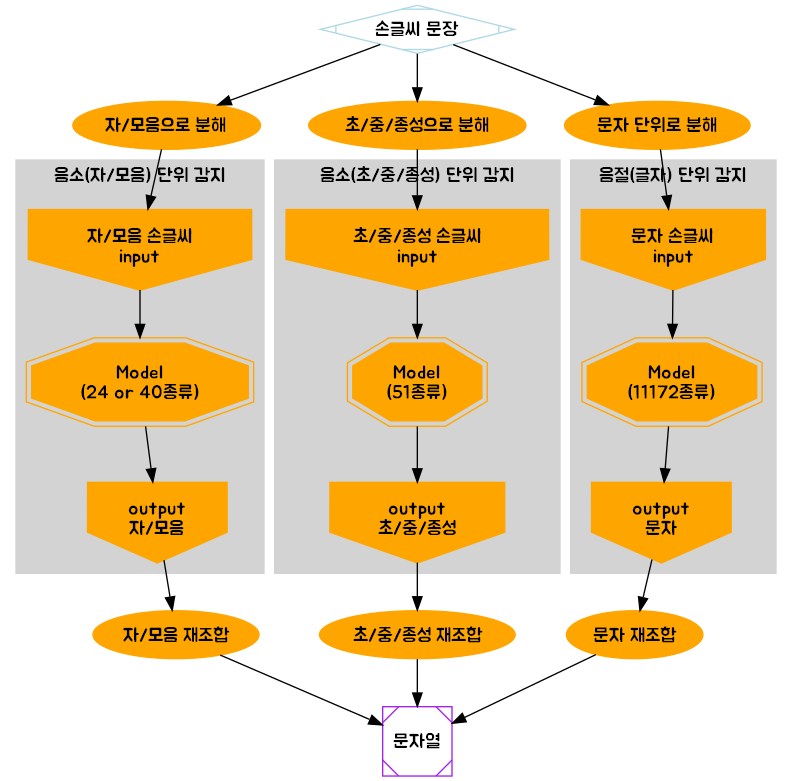 손글씨 문장
자/모음으로 분해
초/중/종성으로 분해
문자 단위로 분해
음소(자/모음) 단위 감지
음소(초/중/종성) 단위 감지
음절(글자) 단위 감지
자/모음 손글씨
input
초/중/종성 손글씨
input
문자 손글씨
input
Model
(24 or 40종류)
Model
(51종류)
Model
(11172종류)
output
자/모음
output
초/중/종성
output
문자
자/모음 재조합
초/중/종성 재조합
문자 재조합
문자열